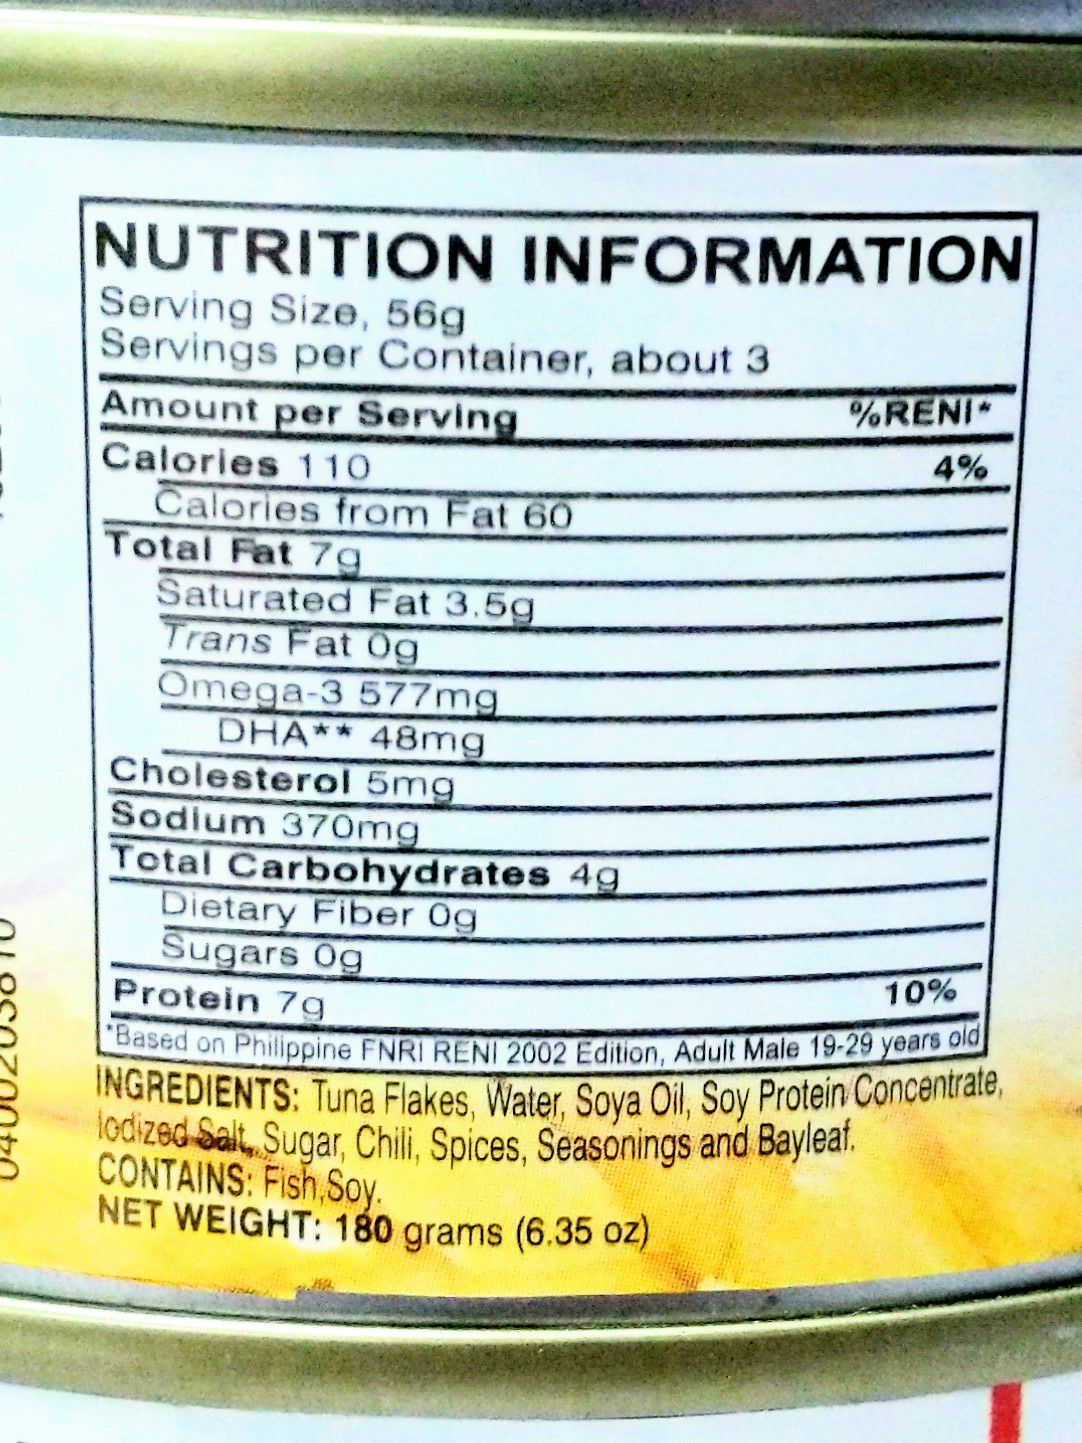 NUTRITION INFORMATION
Serving Size, 56g
Servings per Container, about 3
Amount per Serving %RENI*
Calories 110 4%
Calories from Fat 60
Total Fat 7g
Saturated Fat 3.5g
Trans Fat 0g
Omega-3 577mg
DHA** 48mg
Cholesterol 5mg
Sodium 370mg
Total Carbohydrates 4g
Dietary Fiber 0g
Sugars 0g
Protein 7g 10%
*Based on Philippine FNRI RENI 2002 Edition, Adult Male 19-29 years old
INGREDIENTS: Tuna Flakes, Water, Soya Oil, Soy Protein Concentrate,
Iodized Salt, Sugar, Chili, Spices, Seasonings and Bayleaf.
CONTAINS: Fish,Soy.
NET WEIGHT: 180 grams (6.35 oz)